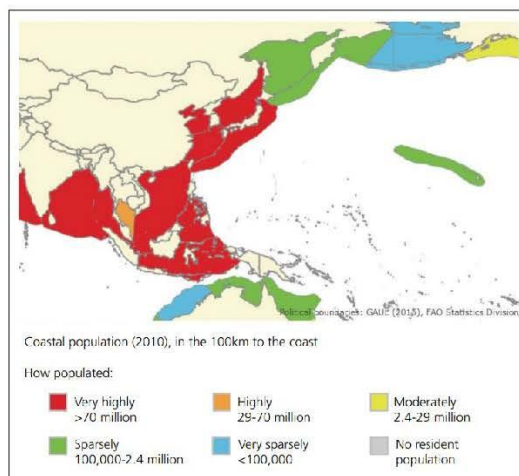 Political boundaries: GAUL (2015), FAO Statistics Division
Coastal population (2010), in the 100km to the coast
How populated:
Very highly
>70 million
Highly
29-70 million
Moderately
2.4-29 million
Sparsely
100,000-2.4 million
Very sparsely
<100,000
No resident
population